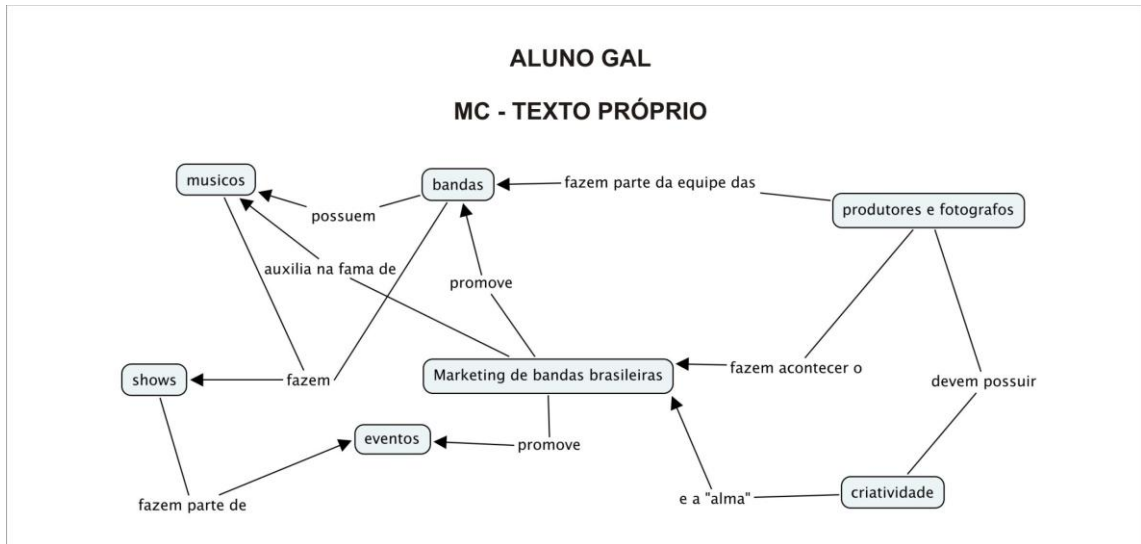 ALUNO GAL
MC - TEXTO PRÓPRIO
musicos
bandas
fazem parte da equipe das
produtores e fotografos
possuem
auxilia na fama de
promove
shows
fazem
Marketing de bandas brasileiras
fazem acontecer o
devem possuir
eventos
promove
fazem parte de
e a "alma"
criatividade